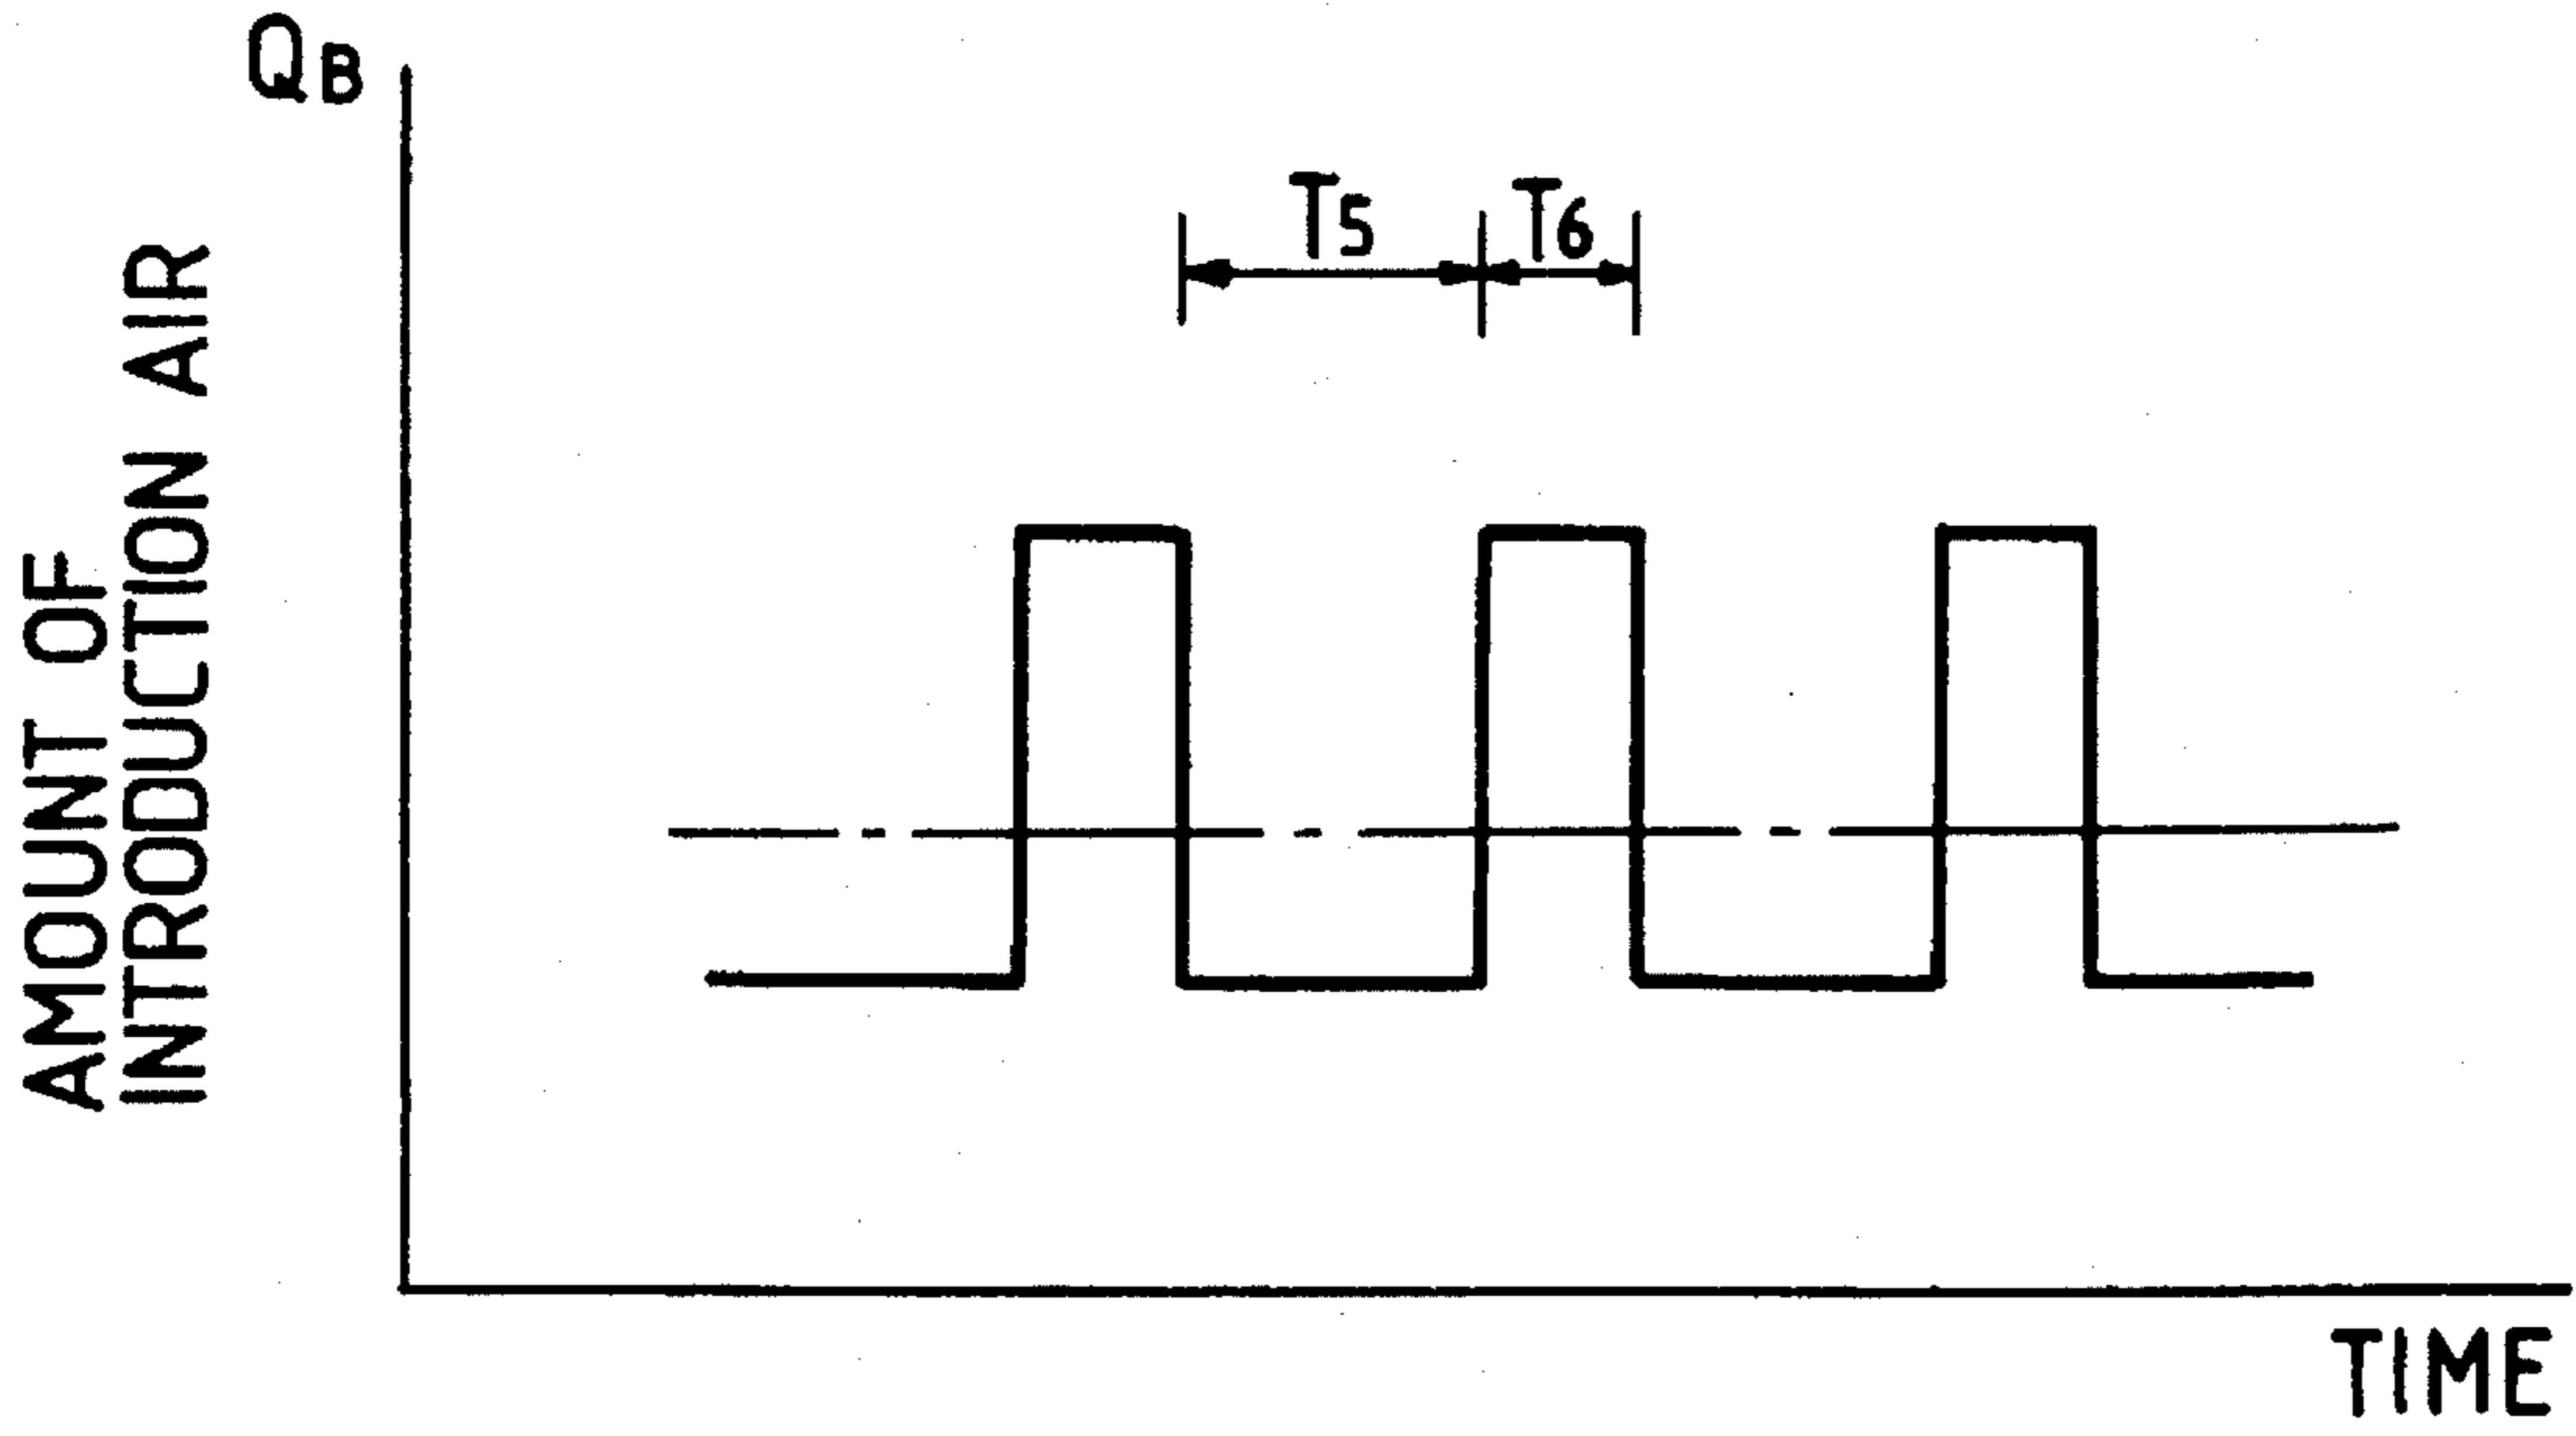 QB
AMOUNT OF
INTRODUCTION AIR
T5
T6
TIME